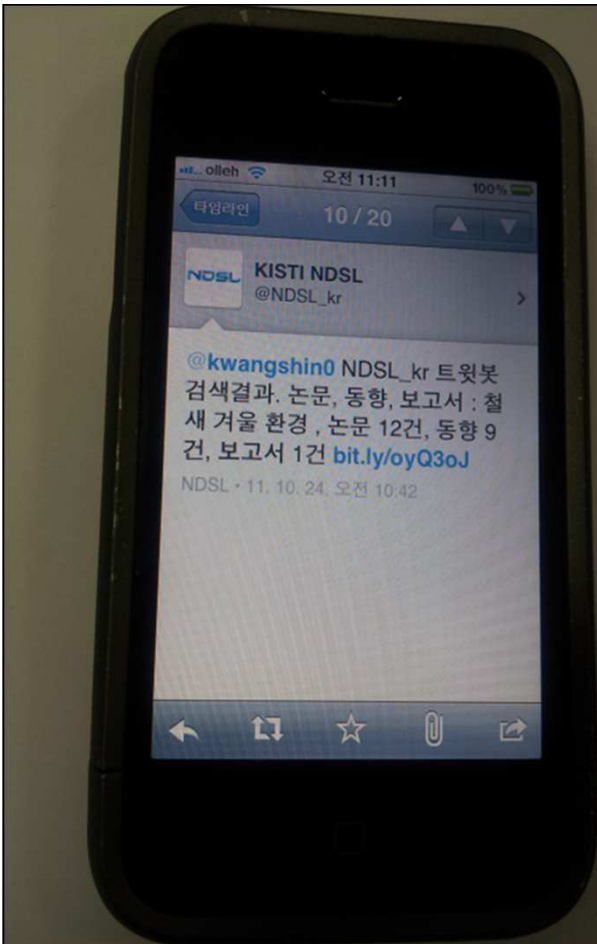 olleh 오전 11:11 100%
타임라인 10 / 20
NDSL KISTI NDSL
@NDSL_kr
@kwangshin0 NDSL_kr 트윗봇
검색결과. 논문, 동향, 보고서 : 철
새 겨울 환경 , 논문 12건, 동향 9
건, 보고서 1건 bit.ly/oyQ3oJ
NDSL • 11. 10. 24. 오전 10:42